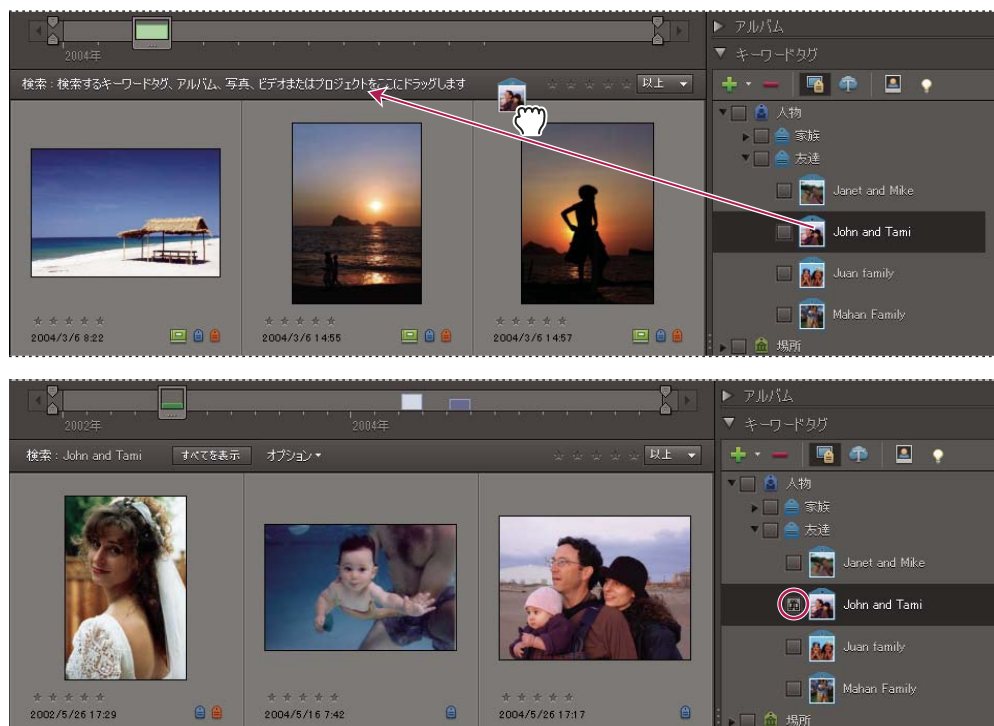 アルバム
2004年
キーワードタグ
検索 : 検索するキーワードタグ、アルバム、写真、ビデオまたはプロジェクトをここにドラッグします
以上
人物
家族
友達
Janet and Mike
John and Tami
Juan family
Mahan Family
場所
2004/3/6 8:22
2004/3/6 14:55
2004/3/6 14:57
アルバム
2002年
2004年
キーワードタグ
検索 : John and Tami
すべてを表示
オプション
以上
人物
家族
友達
Janet and Mike
John and Tami
Juan family
Mahan Family
場所
2002/5/26 17:29
2004/5/16 7:42
2004/5/26 17:17